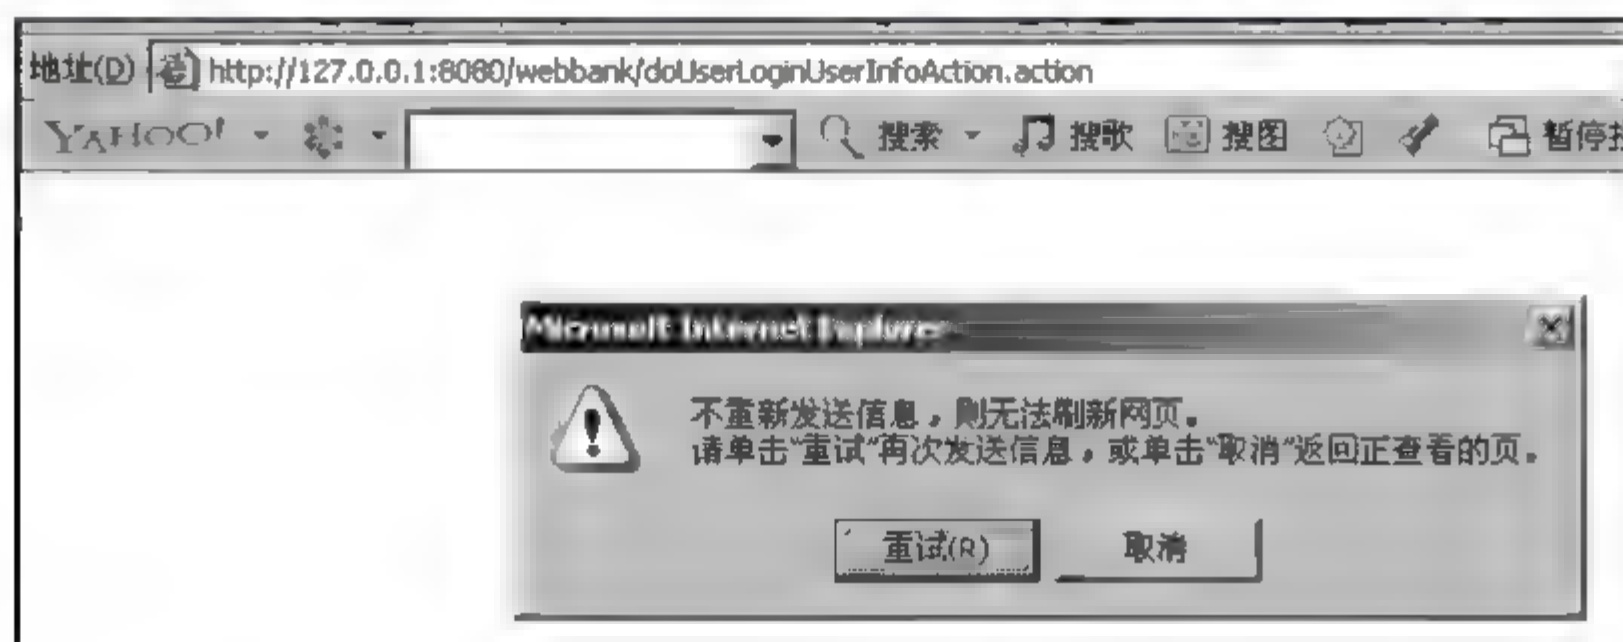 地址(D) http://127.0.0.1:8080/webbank/doUserLoginUserInfoAction.action
YAHOO! 搜索 搜歌 搜图 暂停
Microsoft Internet Explorer
不重新发送信息，则无法刷新网页。
请单击"重试"再次发送信息，或单击"取消"返回正查看的页。
重试(R) 取消